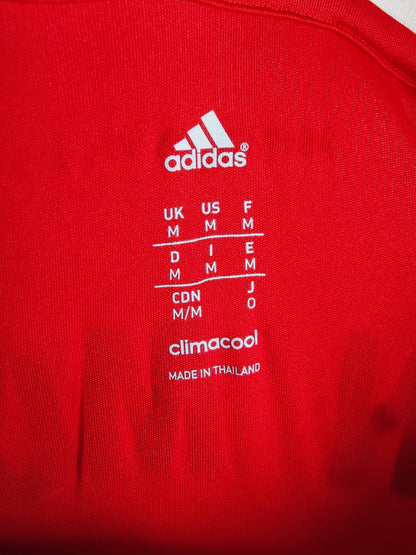 adidas®
UK US F
M M M
D I E
M M M
CDN J
M/M O
climacool
MADE IN THAILAND